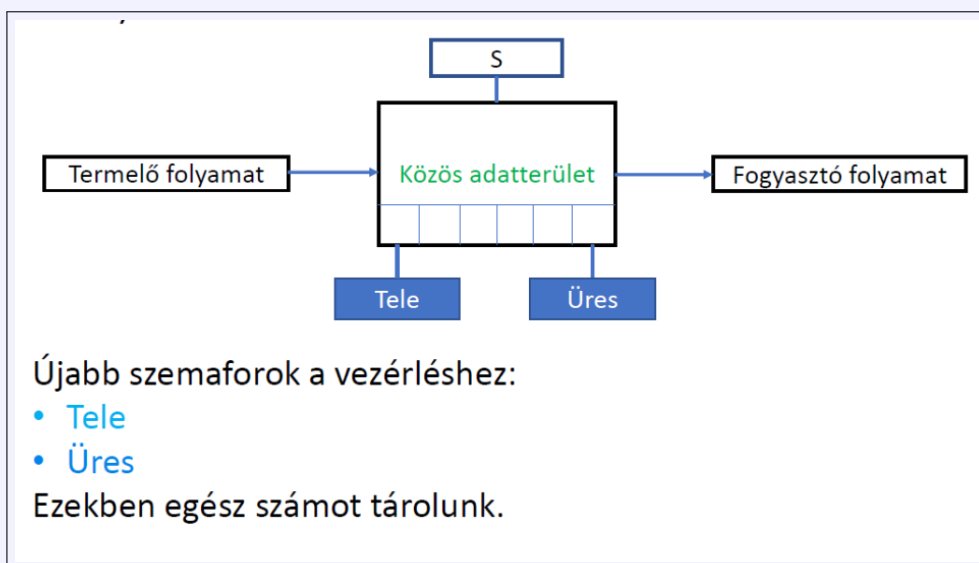 S
Termelő folyamat
Közös adatterület
Fogyasztó folyamat
Tele
Üres
Újabb szemaforok a vezérléshez:
• Tele
• Üres
Ezekben egész számot tárolunk.